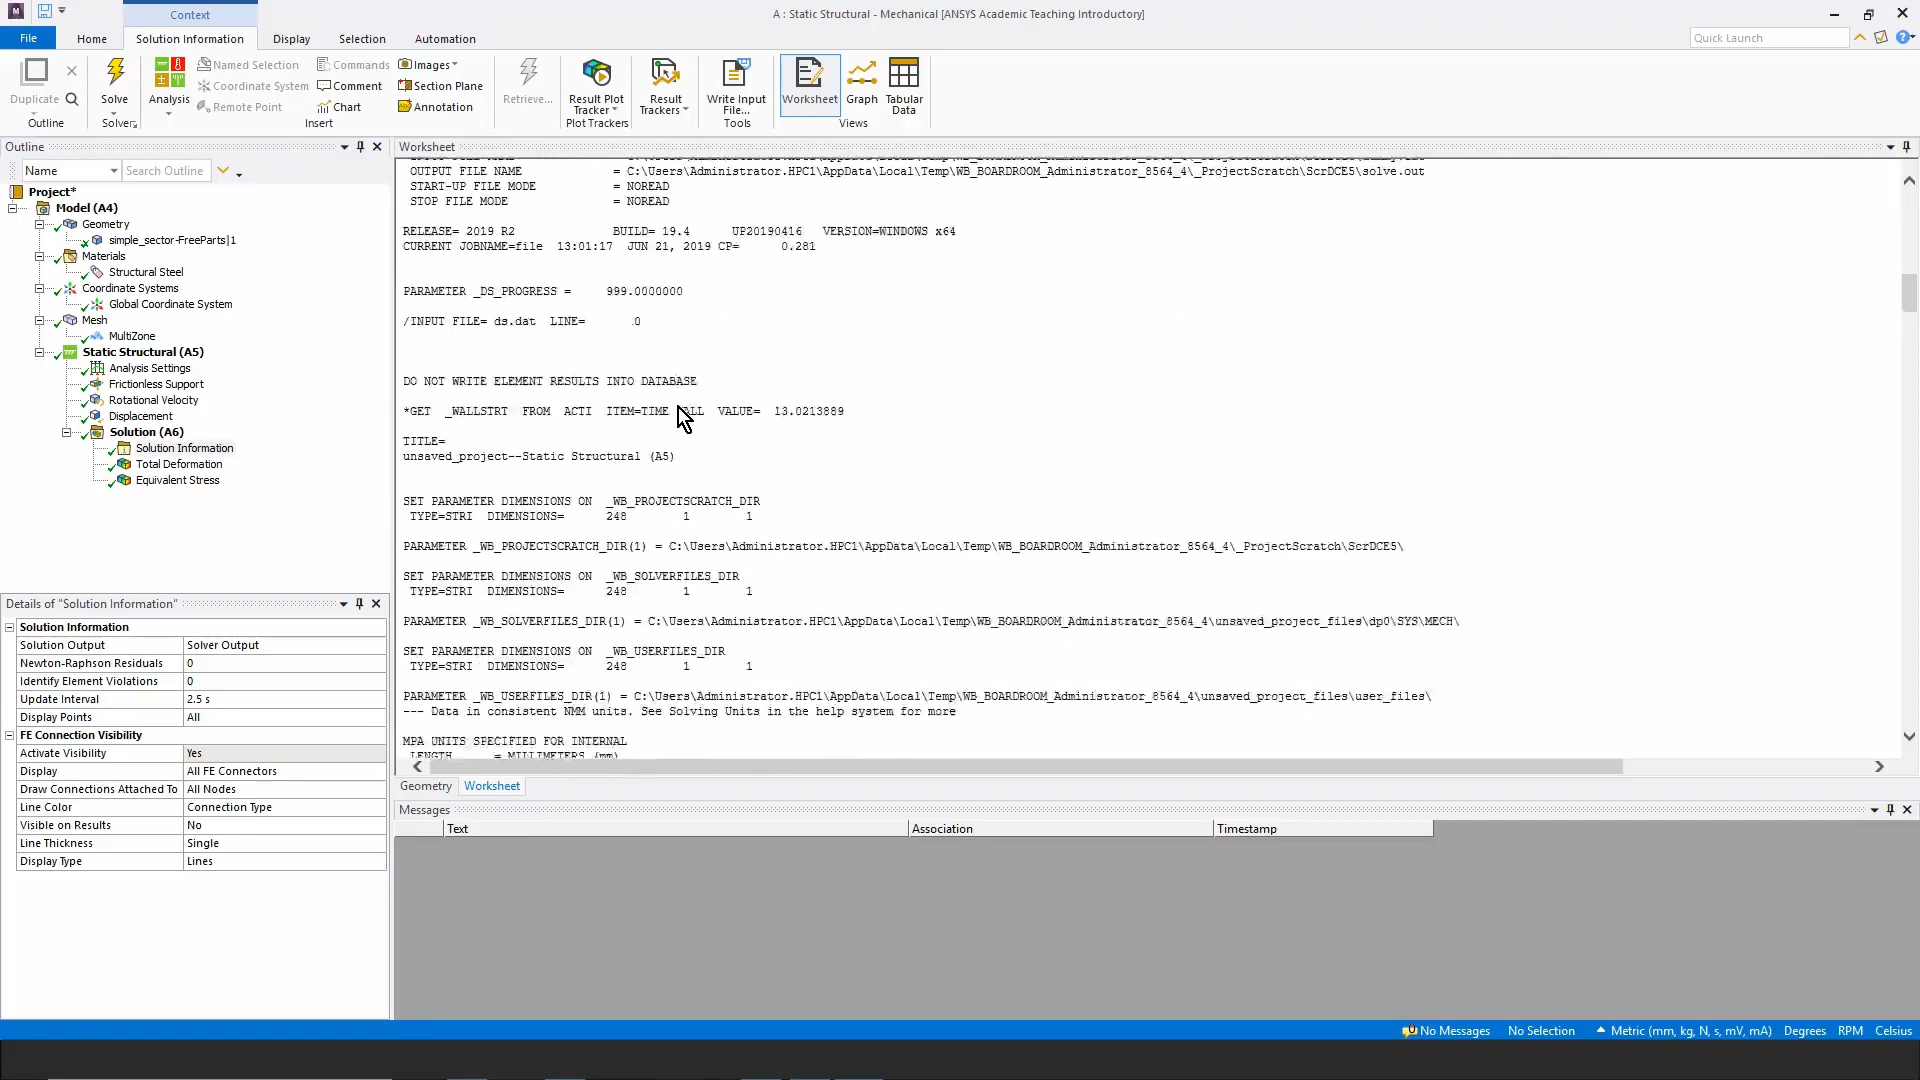 Context
A : Static Structural - Mechanical [ANSYS Academic Teaching Introductory]
File
Home
Solution Information
Display
Selection
Automation
Quick Launch
Duplicate
Outline
Solve
Solver
Analysis
Named Selection
Coordinate System
Remote Point
Commands
Comment
Chart
Images
Section Plane
Annotation
Insert
Retrieve...
Result Plot
Tracker
Plot Trackers
Result
Trackers
Write Input
File...
Tools
Worksheet
Graph
Tabular
Data
Views
Outline
Name
Search Outline
Project*
Model (A4)
Geometry
simple_sector-FreeParts|1
Materials
Structural Steel
Coordinate Systems
Global Coordinate System
Mesh
MultiZone
Static Structural (A5)
Analysis Settings
Frictionless Support
Rotational Velocity
Displacement
Solution (A6)
Solution Information
Total Deformation
Equivalent Stress
Details of "Solution Information"
Solution Information
Solution Output Solver Output
Newton-Raphson Residuals 0
Identify Element Violations 0
Update Interval 2.5 s
Display Points All
FE Connection Visibility
Activate Visibility Yes
Display All FE Connectors
Draw Connections Attached To All Nodes
Line Color Connection Type
Visible on Results No
Line Thickness Single
Display Type Lines
Worksheet
OUTPUT FILE NAME = C:\Users\Administrator.HPC1\AppData\Local\Temp\WB_BOARDROOM_Administrator_8564_4\_ProjectScratch\ScrDCE5\solve.out
START-UP FILE MODE = NOREAD
STOP FILE MODE = NOREAD
RELEASE= 2019 R2 BUILD= 19.4 UP20190416 VERSION=WINDOWS x64
CURRENT JOBNAME=file 13:01:17 JUN 21, 2019 CP= 0.281
PARAMETER _DS_PROGRESS = 999.0000000
/INPUT FILE= ds.dat LINE= 0
DO NOT WRITE ELEMENT RESULTS INTO DATABASE
*GET _WALLSTRT FROM ACTI ITEM=TIME VALUE= 13.0213889
TITLE=
unsaved_project--Static Structural (A5)
SET PARAMETER DIMENSIONS ON _WB_PROJECTSCRATCH_DIR
TYPE=STRI DIMENSIONS= 248 1 1
PARAMETER _WB_PROJECTSCRATCH_DIR(1) = C:\Users\Administrator.HPC1\AppData\Local\Temp\WB_BOARDROOM_Administrator_8564_4\_ProjectScratch\ScrDCE5\
SET PARAMETER DIMENSIONS ON _WB_SOLVERFILES_DIR
TYPE=STRI DIMENSIONS= 248 1 1
PARAMETER _WB_SOLVERFILES_DIR(1) = C:\Users\Administrator.HPC1\AppData\Local\Temp\WB_BOARDROOM_Administrator_8564_4\unsaved_project_files\dp0\SYS\MECH\
SET PARAMETER DIMENSIONS ON _WB_USERFILES_DIR
TYPE=STRI DIMENSIONS= 248 1 1
PARAMETER _WB_USERFILES_DIR(1) = C:\Users\Administrator.HPC1\AppData\Local\Temp\WB_BOARDROOM_Administrator_8564_4\unsaved_project_files\user_files\
--- Data in consistent NMM units. See Solving Units in the help system for more
MPA UNITS SPECIFIED FOR INTERNAL
LENGTH = MILLIMETERS (mm)
Geometry
Worksheet
Messages
Text
Association
Timestamp
No Messages
No Selection
Metric (mm, kg, N, s, mV, mA)
Degrees
RPM
Celsius